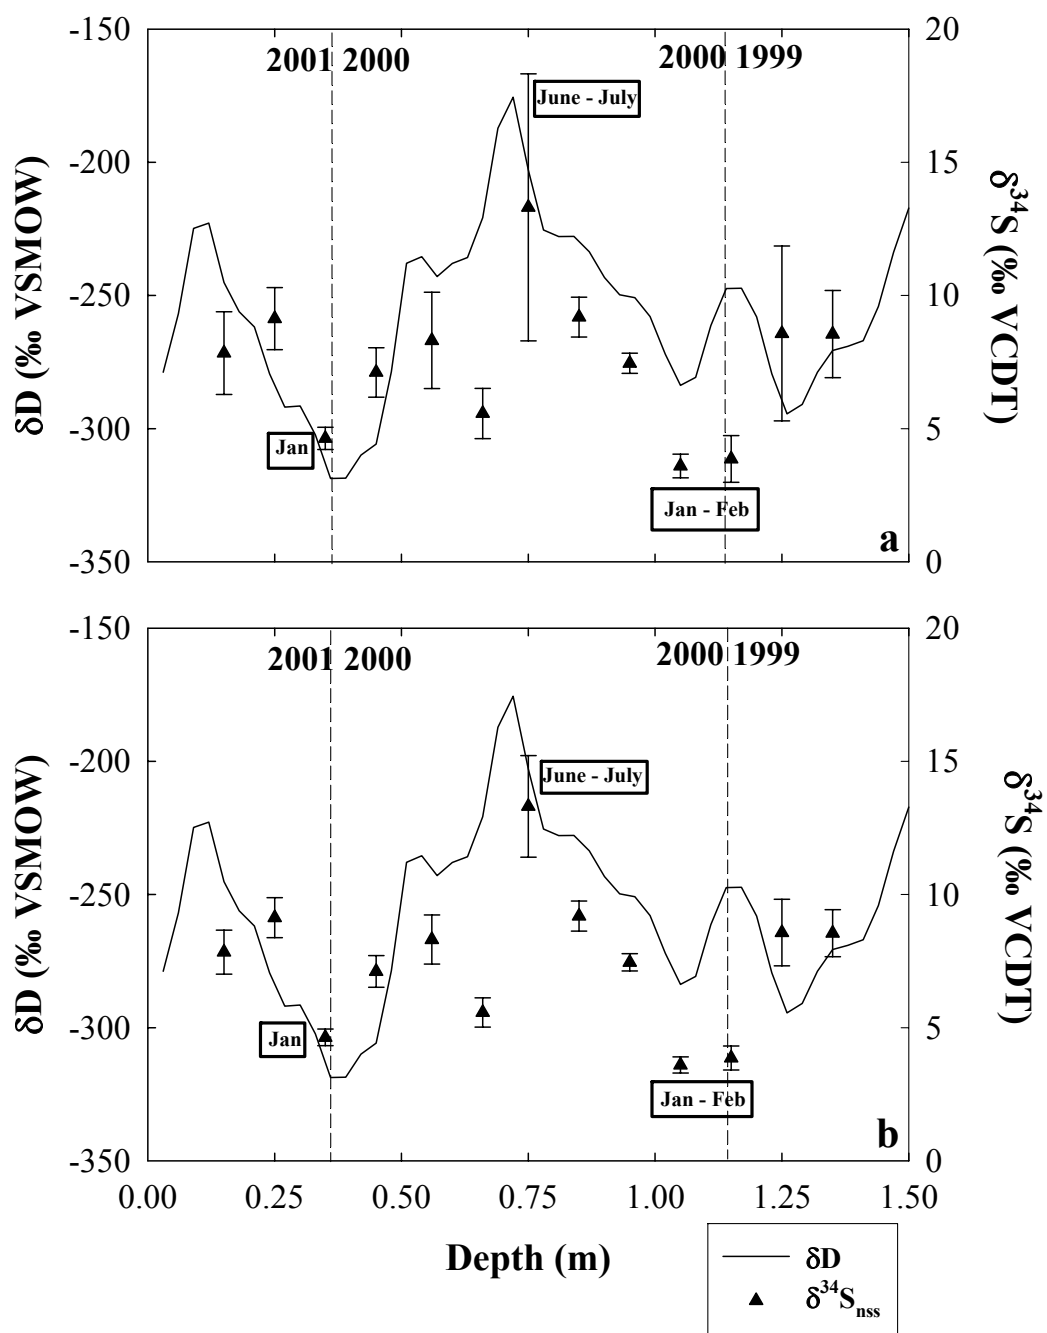 -150
20
2001 2000
2000 1999
June - July
-200
15
δD (‰ VSMOW)
δ³⁴S (‰ VCDT)
-250
10
-300
5
Jan
Jan - Feb
a
-350
0
-150
20
2001 2000
2000 1999
June - July
-200
15
δD (‰ VSMOW)
δ³⁴S (‰ VCDT)
-250
10
-300
5
Jan
Jan - Feb
b
-350
0
0.00 0.25 0.50 0.75 1.00 1.25 1.50
Depth (m)
δD
δ³⁴Snss